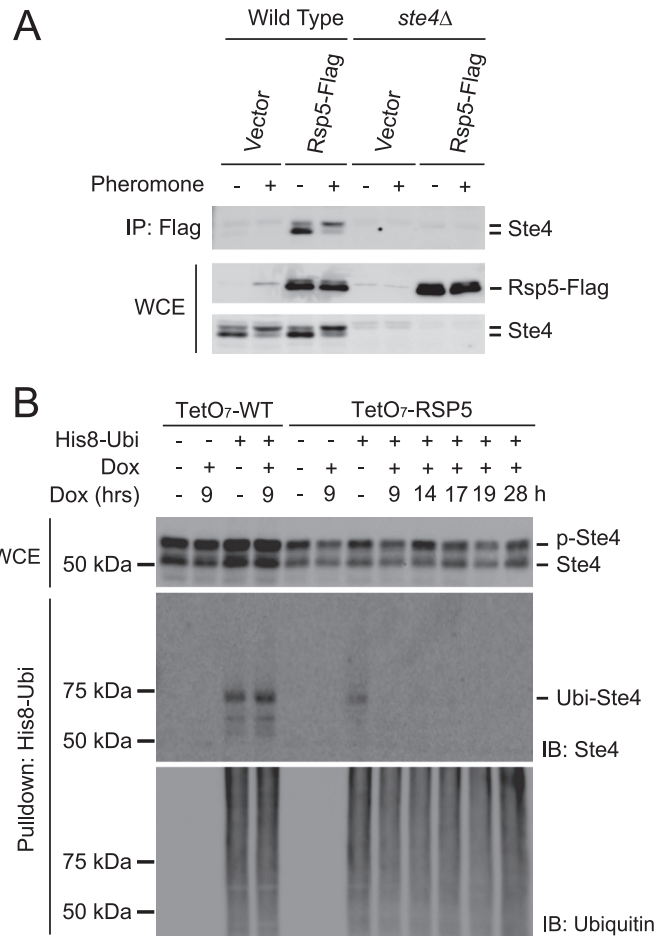 A
Wild Type ste4Δ
Vector Rsp5-Flag Vector Rsp5-Flag
Pheromone - + - + - + - +
IP: Flag = Ste4
WCE – Rsp5-Flag
= Ste4
B
TetO7-WT TetO7-RSP5
His8-Ubi - - + + - - + + + + + +
Dox - + - + - + - + + + + +
Dox (hrs) - 9 - 9 - 9 - 9 14 17 19 28 h
WCE – p-Ste4
50 kDa – – Ste4
Pulldown: His8-Ubi
75 kDa – – Ubi-Ste4
50 kDa –
IB: Ste4
75 kDa –
50 kDa –
IB: Ubiquitin